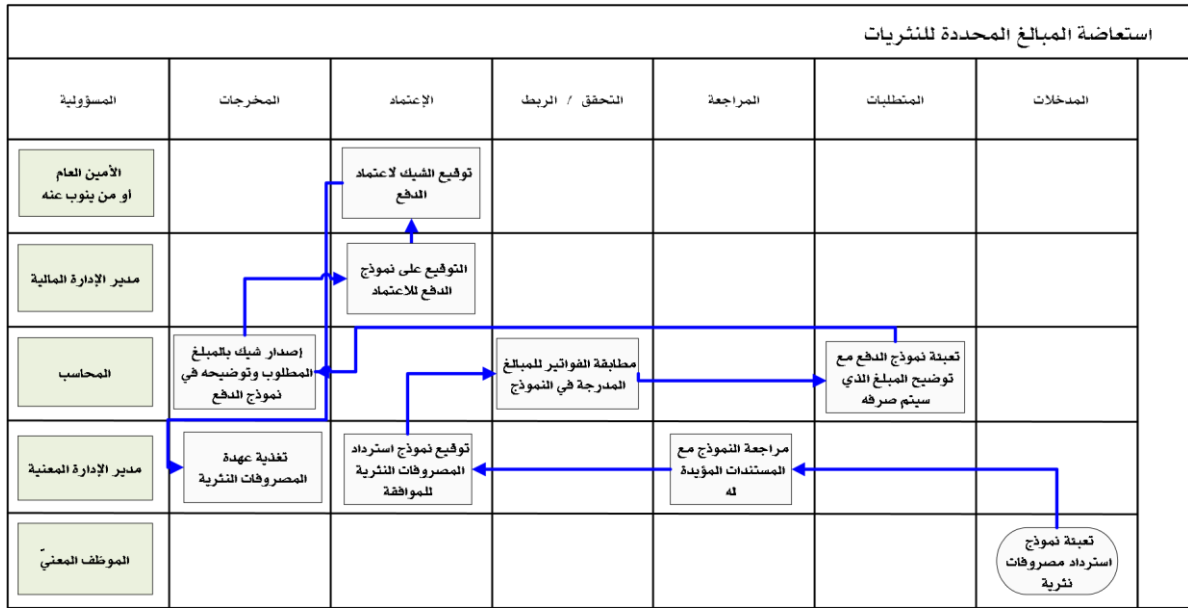 استعاضة المبالغ المحددة للنثريات
المدخلات
المتطلبات
المراجعة
التحقق / الربط
الإعتماد
المخرجات
المسؤولية
توقيع الشيك لاعتماد
الدفع
الأمين العام
او من ينوب عنه
التوقيع على نموذج
الدفع للاعتماد
مدير الإدارة المالية
تعبئة نموذج الدفع مع
توضيح المبلغ الذي
سيتم صرفه
مطابقة الفواتير للمبالغ
المدرجة في النموذج
إصدار شيك بالمبلغ
المطلوب وتوضيحه في
نموذج الدفع
المحاسب
مراجعة النموذج مع
المستندات المؤيدة
له
توقيع نموذج استرداد
المصروفات النثرية
للموافقة
تغذية عهدة
المصروفات النثرية
مدير الإدارة المعنية
تعبئة نموذج
استرداد مصروفات
نثرية
الموظف المعنيّ